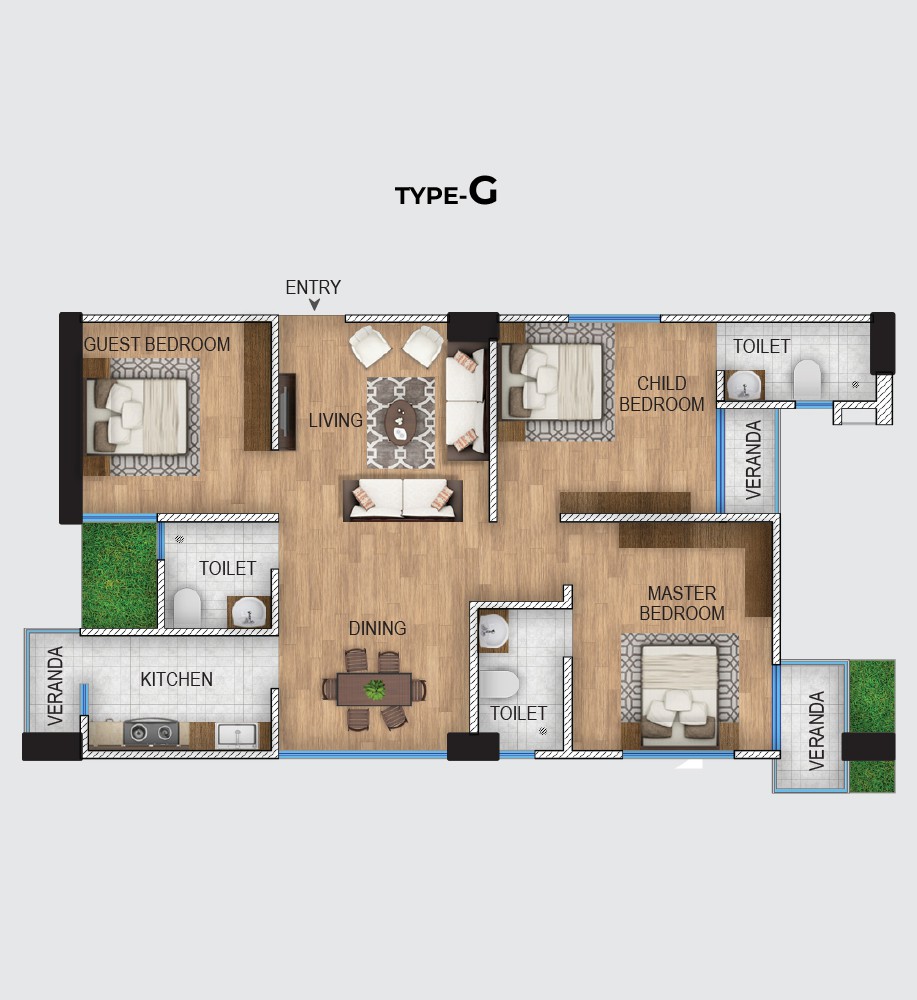 TYPE-G
ENTRY
GUEST BEDROOM
LIVING
CHILD
BEDROOM
TOILET
VERANDA
TOILET
DINING
MASTER
BEDROOM
VERANDA
KITCHEN
TOILET
VERANDA